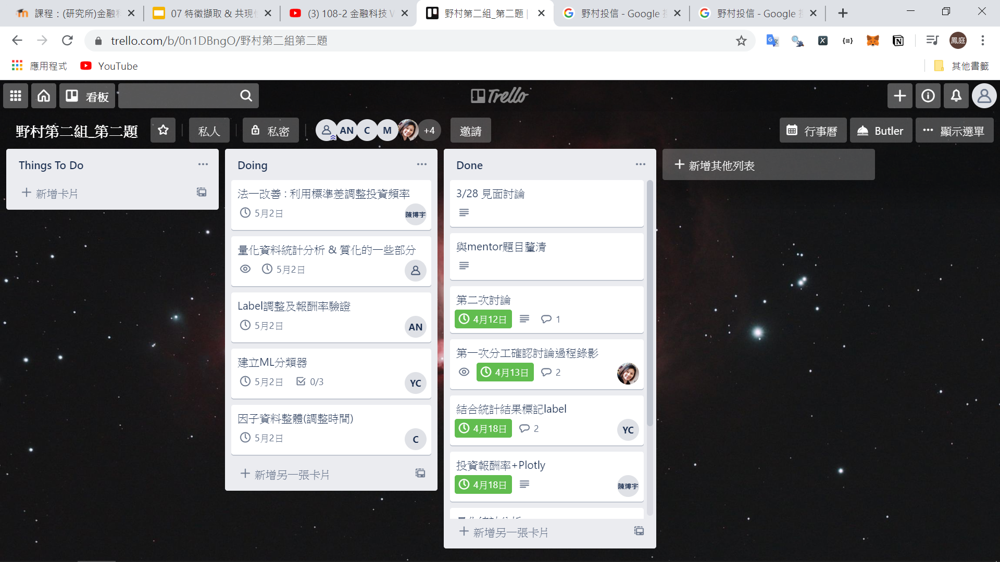 課程：(研究所)金融科
07 特徵擷取 & 共現
(3) 108-2 金融科技 W
野村第二組_第二題 |
野村投信 - Google
野村投信 - Google
trello.com/b/0n1DBngO/野村第二組第二題
鳳庭
應用程式
YouTube
其他書籤
看板
Trello
野村第二組_第二題
私人
私密
AN
C
M
+4
邀請
行事曆
Butler
顯示選單
Things To Do
新增卡片
Doing
法一改善 : 利用標準差調整投資頻率
5月2日
陳博宇
量化資料統計分析 & 質化的一些部分
5月2日
Label調整及報酬率驗證
5月2日
AN
建立ML分類器
5月2日
0/3
YC
因子資料整體(調整時間)
5月2日
C
新增另一張卡片
Done
3/28 見面討論
與mentor題目釐清
第二次討論
4月12日
1
第一次分工確認討論過程錄影
4月13日
2
結合統計結果標記label
4月18日
2
YC
投資報酬率+Plotly
4月18日
陳博宇
新增另一張卡片
新增其他列表